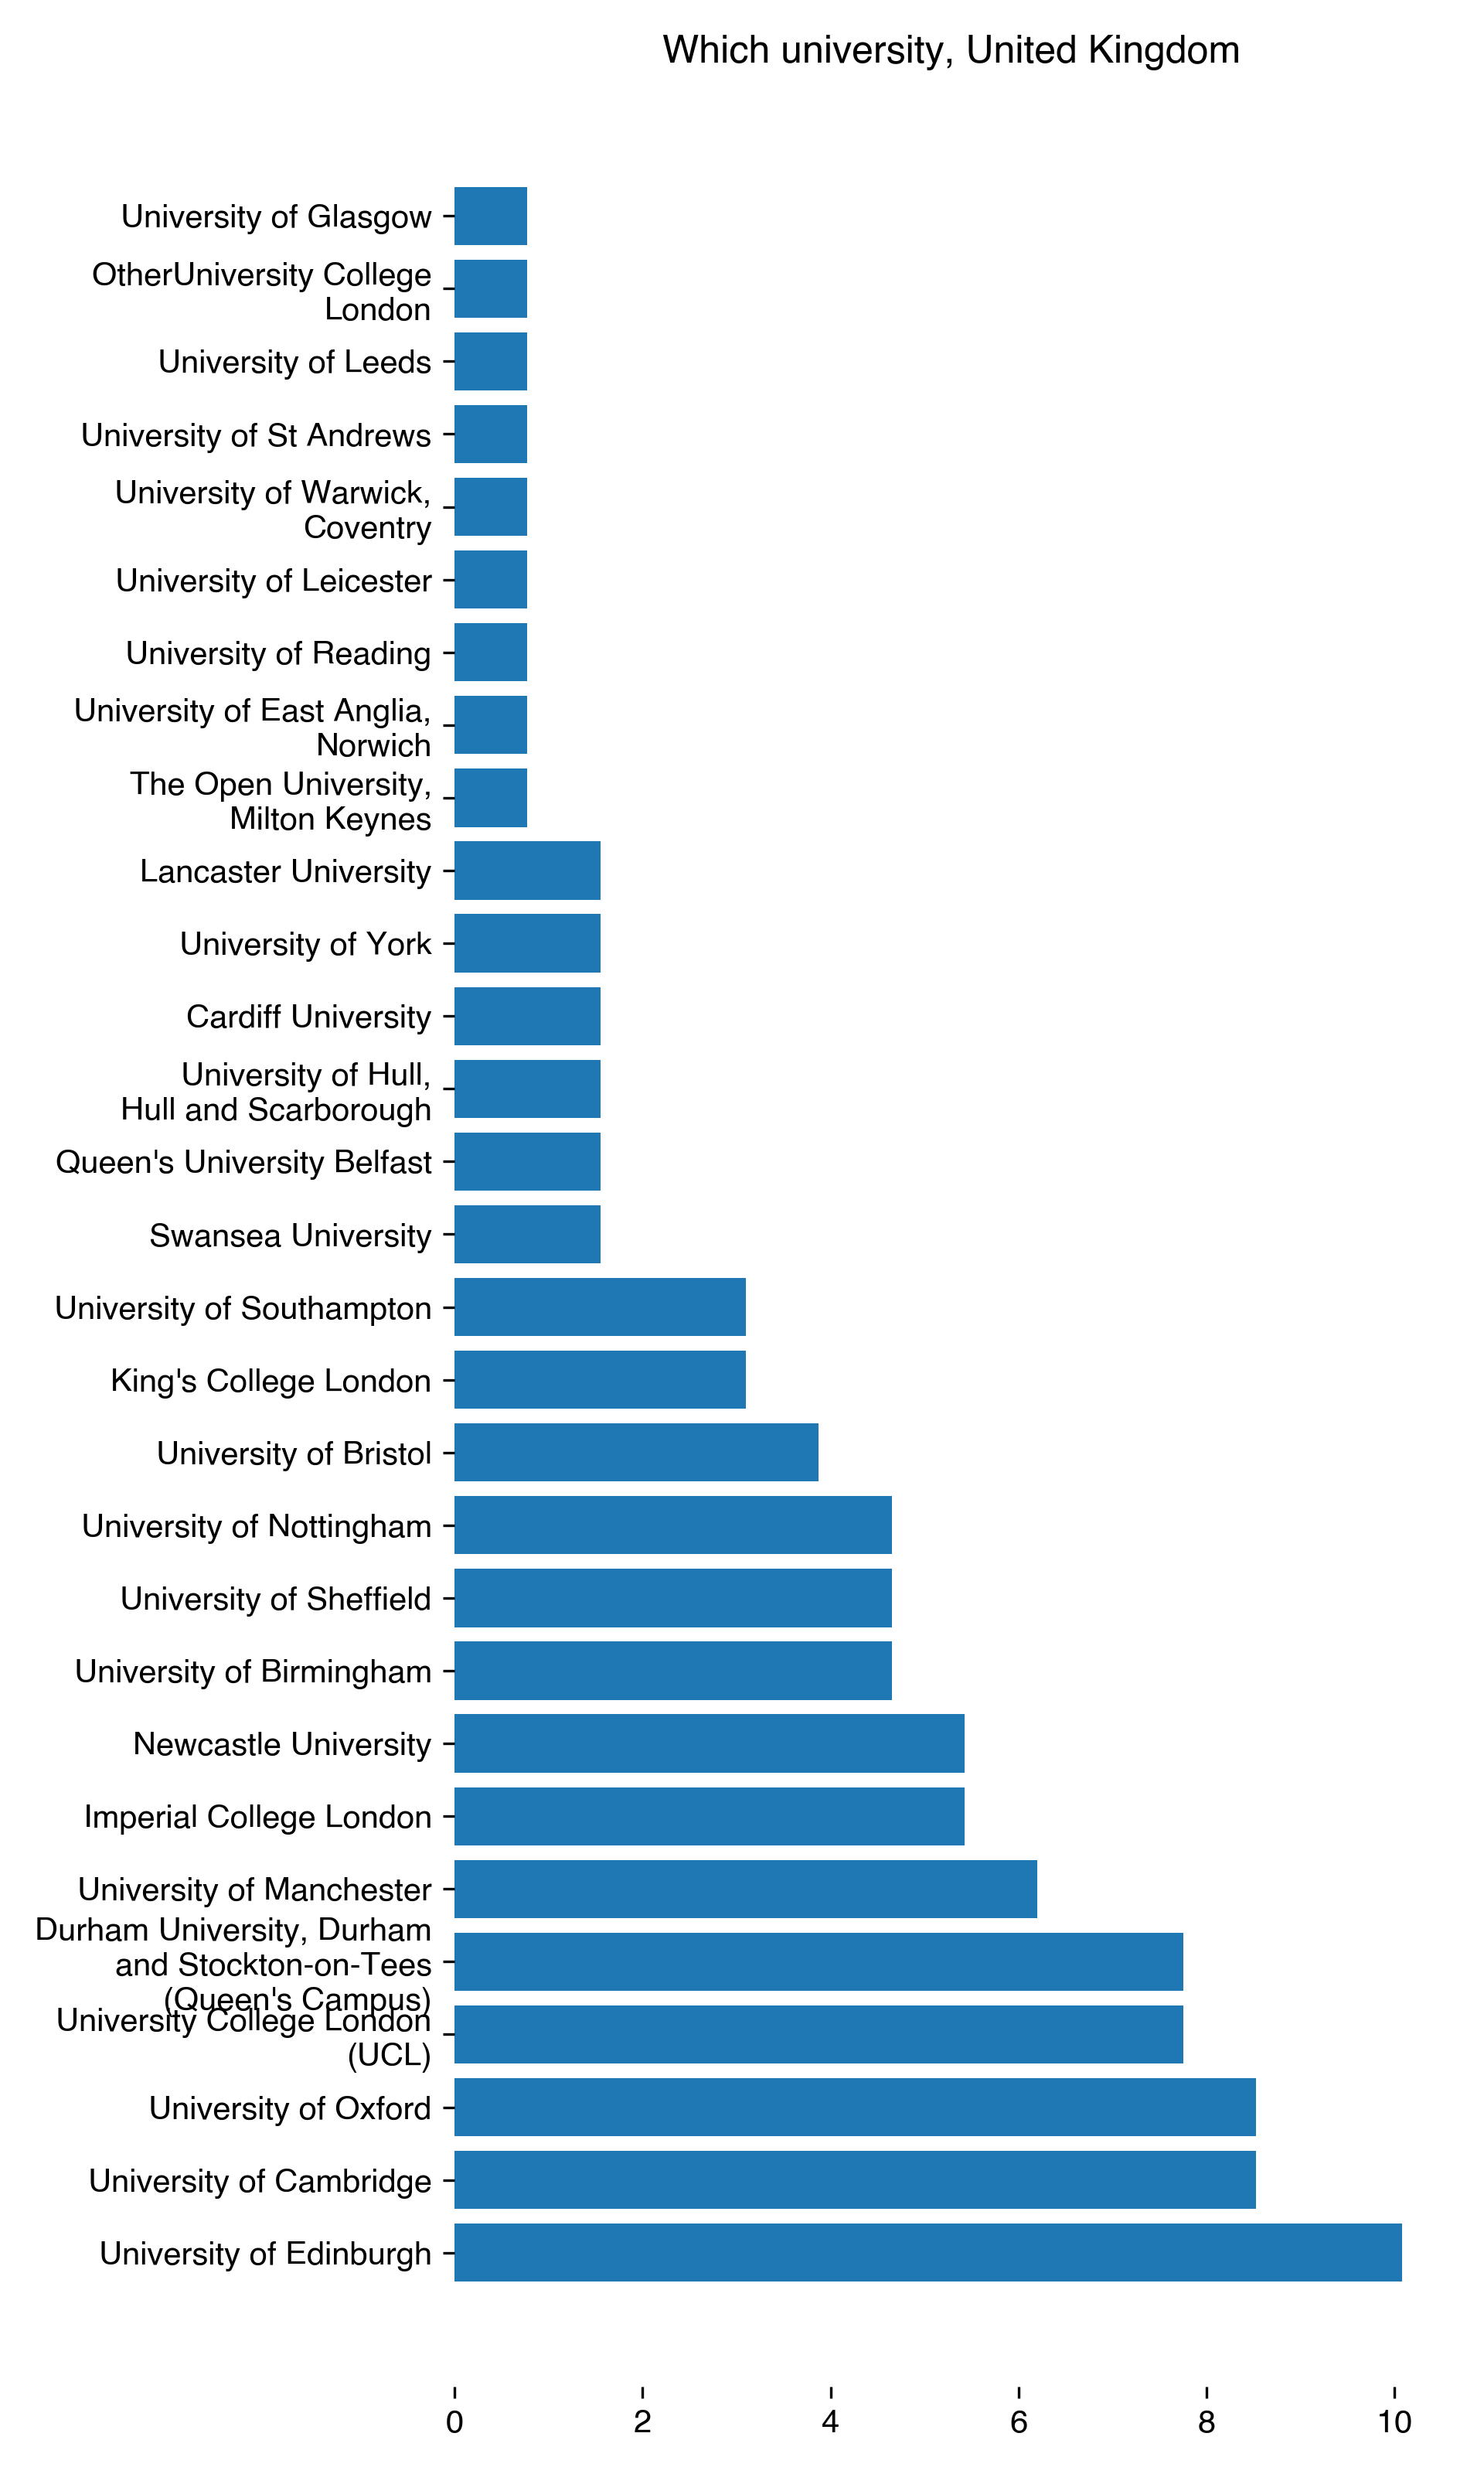 Which university, United Kingdom
University of Glasgow
OtherUniversity College
London
University of Leeds
University of St Andrews
University of Warwick,
Coventry
University of Leicester
University of Reading
University of East Anglia,
Norwich
The Open University,
Milton Keynes
Lancaster University
University of York
Cardiff University
University of Hull,
Hull and Scarborough
Queen's University Belfast
Swansea University
University of Southampton
King's College London
University of Bristol
University of Nottingham
University of Sheffield
University of Birmingham
Newcastle University
Imperial College London
University of Manchester
Durham University, Durham
and Stockton-on-Tees
(Queen's Campus)
University College London
(UCL)
University of Oxford
University of Cambridge
University of Edinburgh
0 2 4 6 8 10